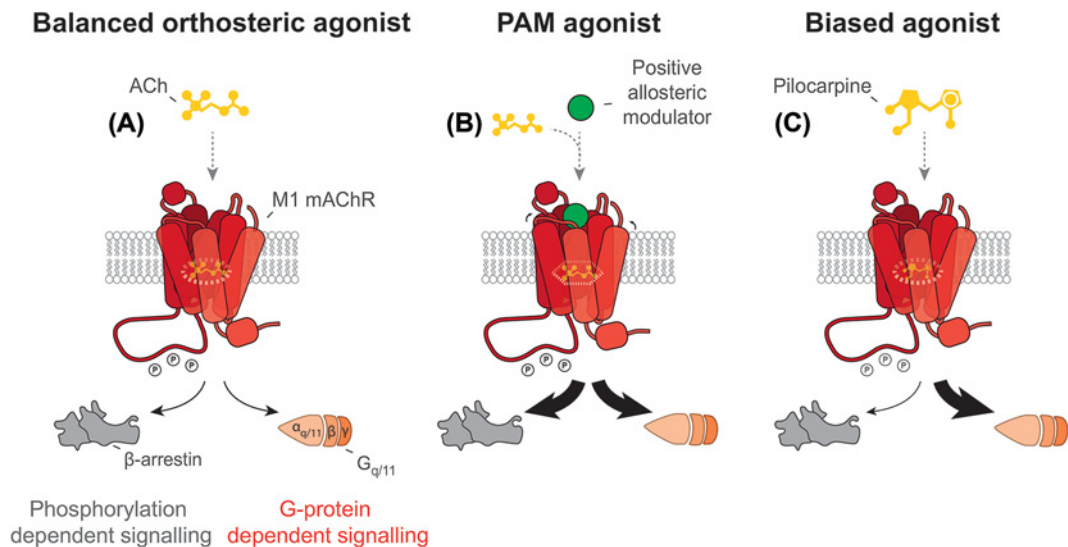 Balanced orthosteric agonist
PAM agonist
Biased agonist
ACh
(A)
M1 mAChR
P P P
β-arrestin
αq/11 β γ
Gq/11
Phosphorylation
dependent signalling
G-protein
dependent signalling
Positive
allosteric
modulator
(B)
P P P
Pilocarpine
(C)
P P P